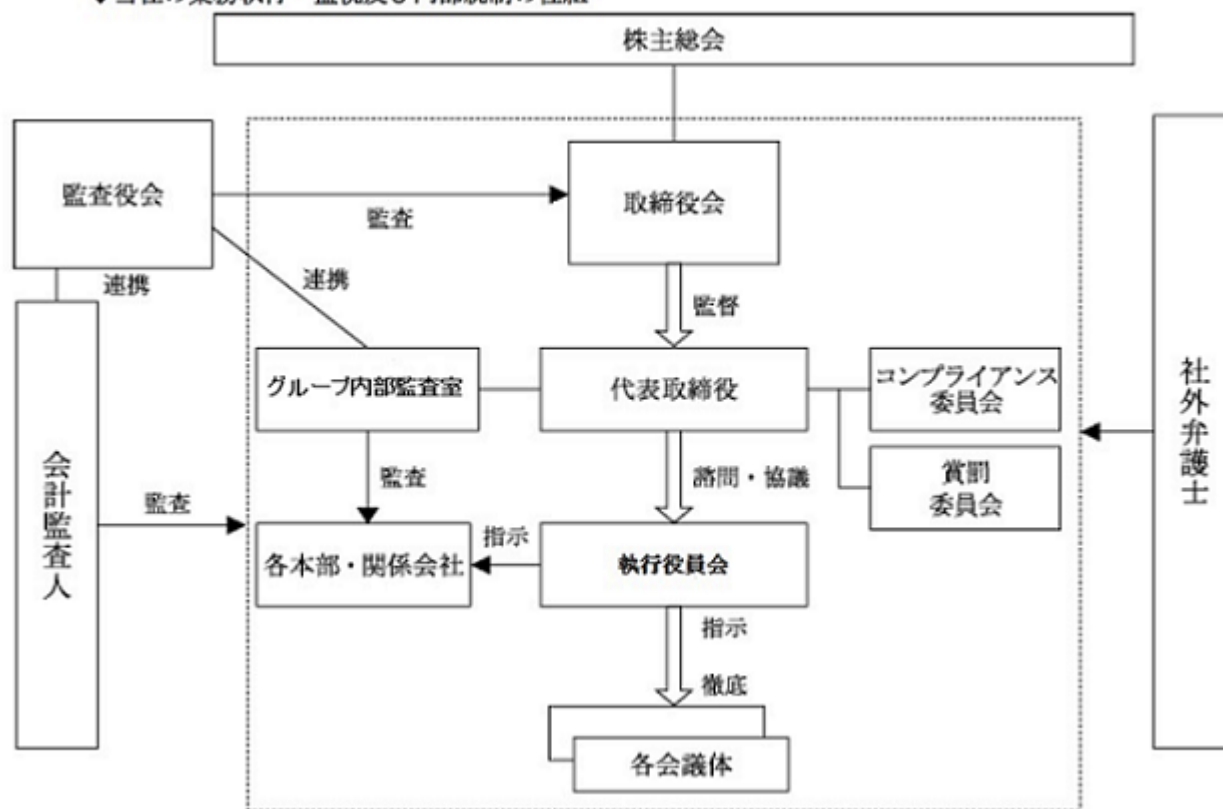 株主総会
監査役会
取締役会
監査
連携
連携
監督
グループ内部監査室
代表取締役
コンプライアンス
委員会
社外弁護士
会計監査人
監査
監査
諮問・協議
賞罰
委員会
各本部・関係会社
指示
執行役員会
指示
徹底
各会議体